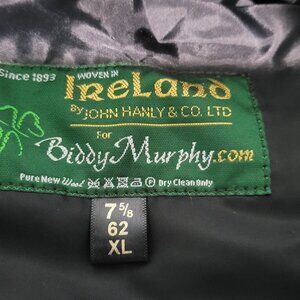 Since 1893 WOVEN IN
IRELAND
By JOHN HANLY & CO. LTD
For
BiddyMurphy.com
Pure New Wool Dry Clean Only
7 5/8
62
XL